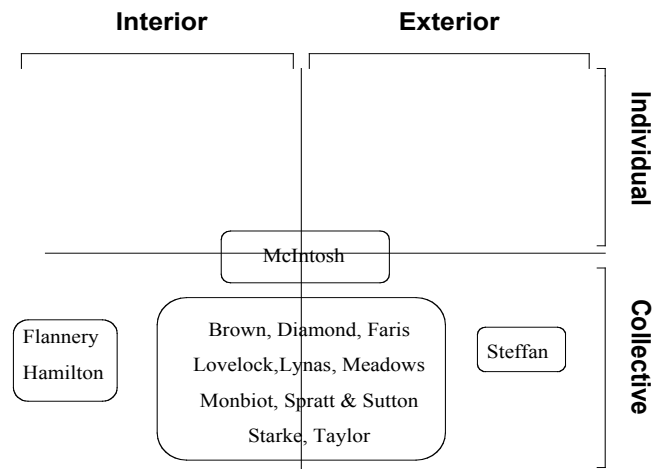 Interior Exterior
Individual
McIntosh
Flannery
Hamilton
Brown, Diamond, Faris
Lovelock,Lynas, Meadows
Monbiot, Spratt & Sutton
Starke, Taylor
Steffan
Collective